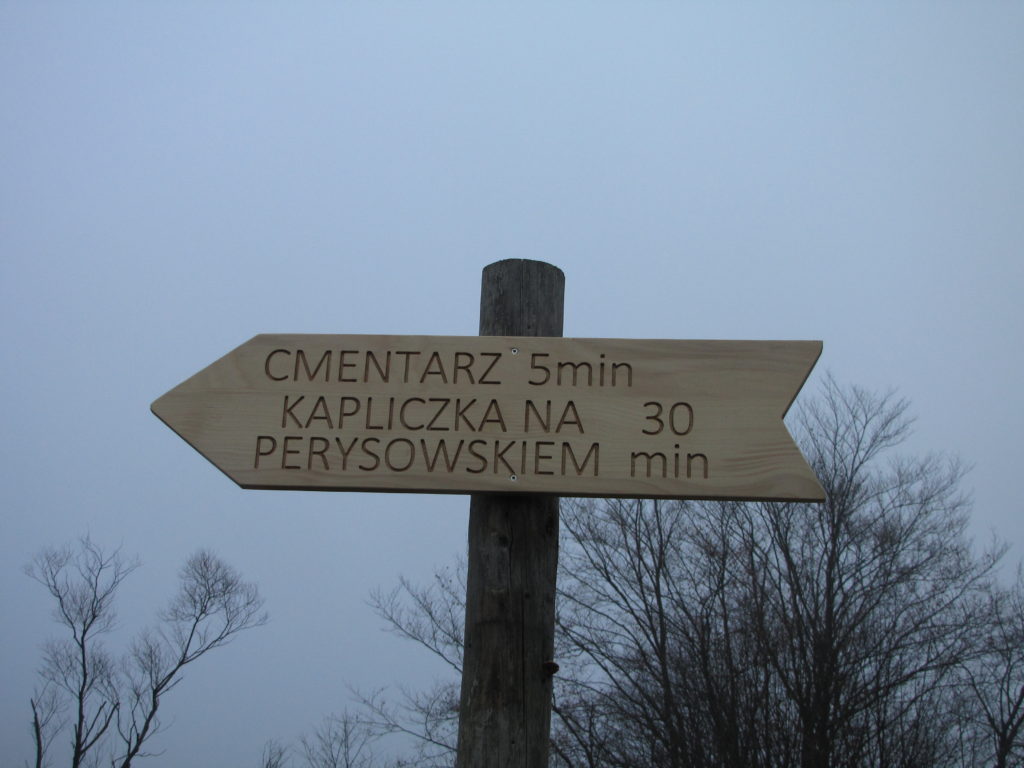 CMENTARZ 5min
KAPLICZKA NA 30
PERYSOWSKIEM min